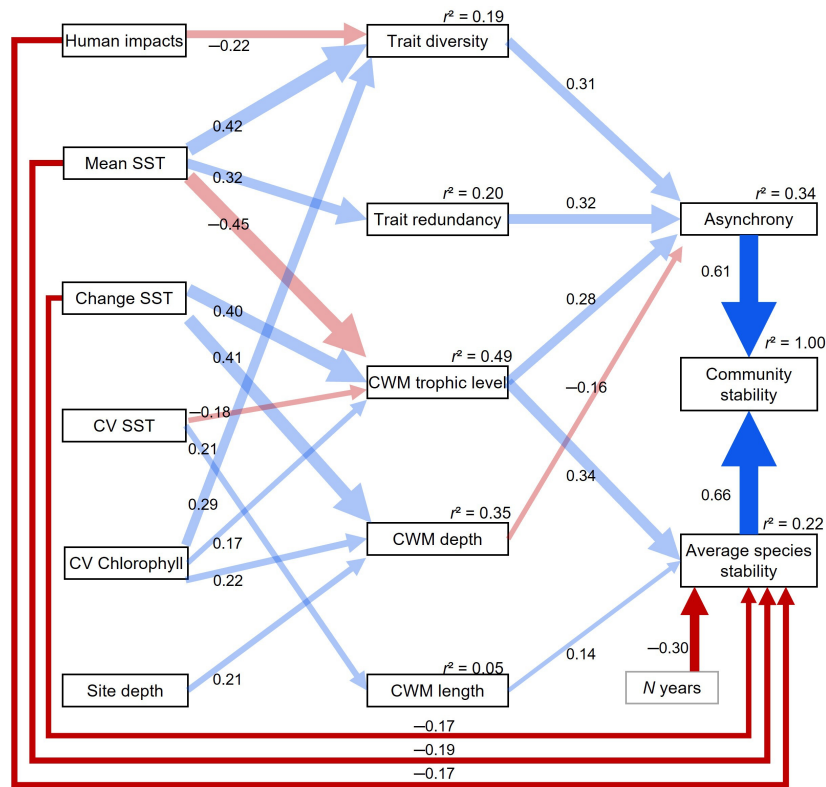 r² = 0.19
Human impacts
−0.22
Trait diversity
0.31
0.42
Mean SST
0.32
−0.45
r² = 0.20
Trait redundancy
0.32
r² = 0.34
Asynchrony
0.61
Change SST
0.40
0.41
0.28
r² = 0.49
CWM trophic level
−0.16
r² = 1.00
Community
stability
CV SST
−0.18
0.21
0.34
0.66
0.29
r² = 0.35
CWM depth
r² = 0.22
Average species
stability
CV Chlorophyll
0.17
0.22
Site depth
0.21
r² = 0.05
CWM length
0.14
−0.30
N years
−0.17
−0.19
−0.17